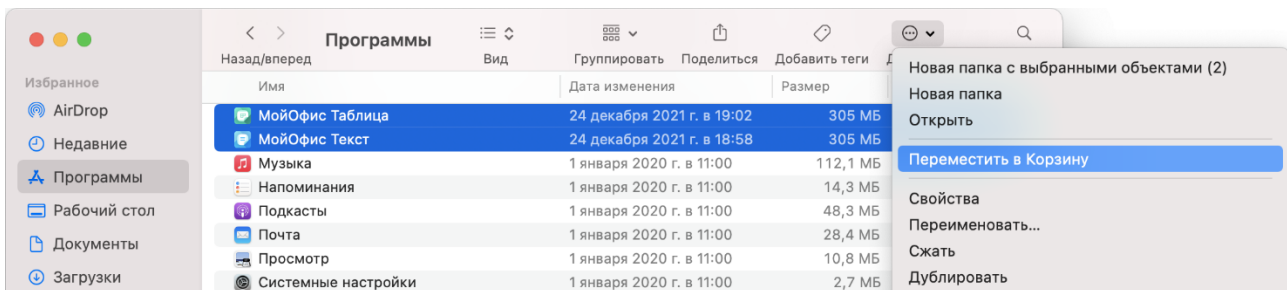 Программы
Назад/вперед
Вид
Группировать
Поделиться
Добавить теги
Избранное
AirDrop
Недавние
Программы
Рабочий стол
Документы
Загрузки
Имя Дата изменения Размер
МойОфис Таблица 24 декабря 2021 г. в 19:02 305 МБ
МойОфис Текст 24 декабря 2021 г. в 18:58 305 МБ
Музыка 1 января 2020 г. в 11:00 112,1 МБ
Напоминания 1 января 2020 г. в 11:00 14,3 МБ
Подкасты 1 января 2020 г. в 11:00 48,3 МБ
Почта 1 января 2020 г. в 11:00 28,4 МБ
Просмотр 1 января 2020 г. в 11:00 10,8 МБ
Системные настройки 1 января 2020 г. в 11:00 2,7 МБ
Новая папка с выбранными объектами (2)
Новая папка
Открыть
Переместить в Корзину
Свойства
Переименовать...
Сжать
Дублировать